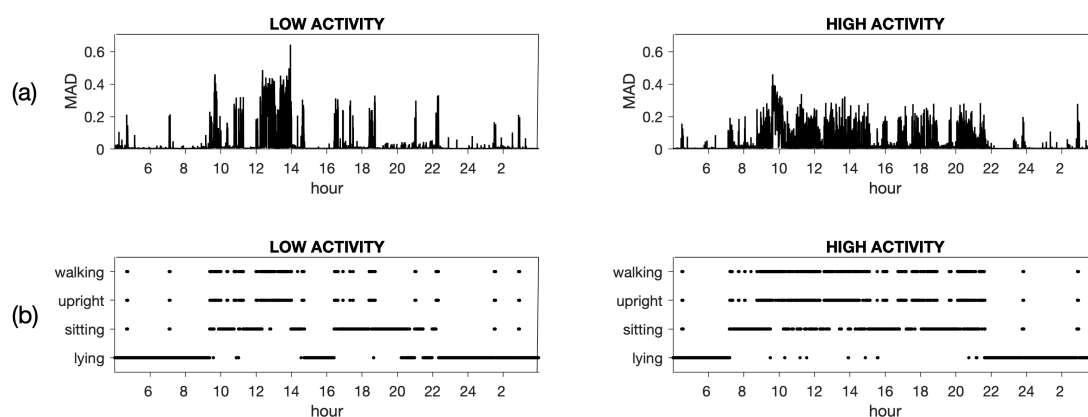 LOW ACTIVITY HIGH ACTIVITY
(a)
MAD MAD
0.6 0.6
0.4 0.4
0.2 0.2
0 0
6 8 10 12 14 16 18 20 22 24 2 6 8 10 12 14 16 18 20 22 24 2
hour hour
LOW ACTIVITY HIGH ACTIVITY
(b)
walking walking
upright upright
sitting sitting
lying lying
6 8 10 12 14 16 18 20 22 24 2 6 8 10 12 14 16 18 20 22 24 2
hour hour